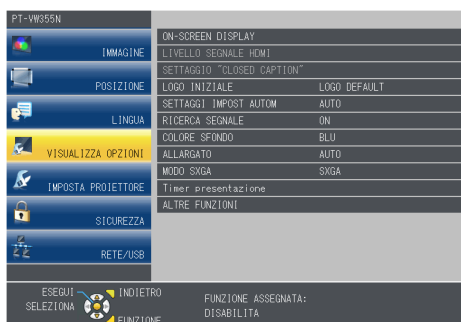 PT-VW355N
IMMAGINE
POSIZIONE
LINGUA
VISUALIZZA OPZIONI
IMPOSTA PROIETTORE
SICUREZZA
RETE/USB
ON-SCREEN DISPLAY
LIVELLO SEGNALE HDMI
SETTAGGIO "CLOSED CAPTION"
LOGO INIZIALE LOGO DEFAULT
SETTAGGI IMPOST AUTOM AUTO
RICERCA SEGNALE ON
COLORE SFONDO BLU
ALLARGATO AUTO
MODO SXGA SXGA
Timer presentazione
ALTRE FUNZIONI
ESEGUI INDIETRO
SELEZIONA
FUNZIONE
FUNZIONE ASSEGNATA:
DISABILITA